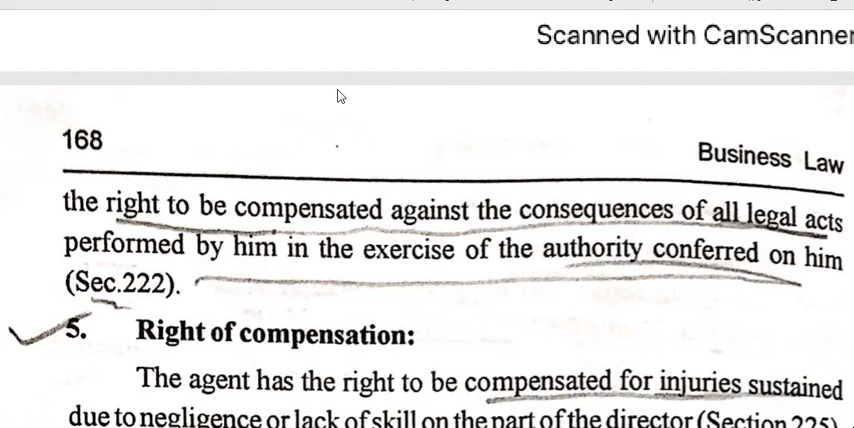 Scanned with CamScanner
168
Business Law
the right to be compensated against the consequences of all legal acts
performed by him in the exercise of the authority conferred on him
(Sec.222).
5. Right of compensation:
The agent has the right to be compensated for injuries sustained
due to negligence or lack of skill on the part of the director (Section 225).